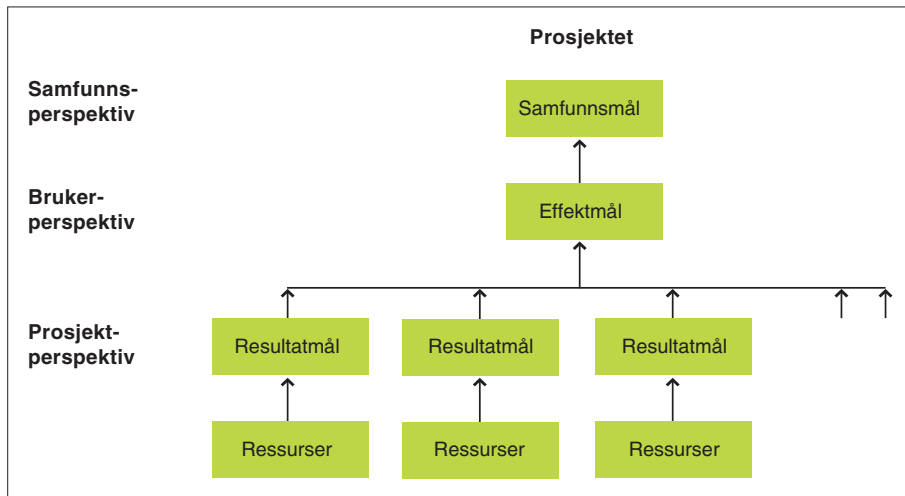 Prosjektet
Samfunns-
perspektiv
Samfunnsmål
Bruker-
perspektiv
Effektmål
Prosjekt-
perspektiv
Resultatmål
Resultatmål
Resultatmål
Ressurser
Ressurser
Ressurser